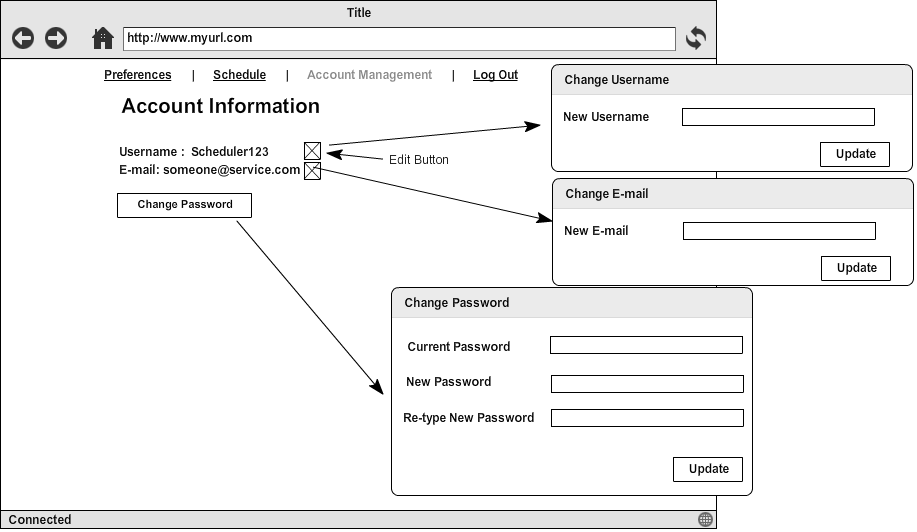 Title
http://www.myurl.com
Preferences | Schedule | Account Management | Log Out
Account Information
Username : Scheduler123
Edit Button
E-mail: someone@service.com
Change Password
Change Username
New Username
Update
Change E-mail
New E-mail
Update
Change Password
Current Password
New Password
Re-type New Password
Update
Connected